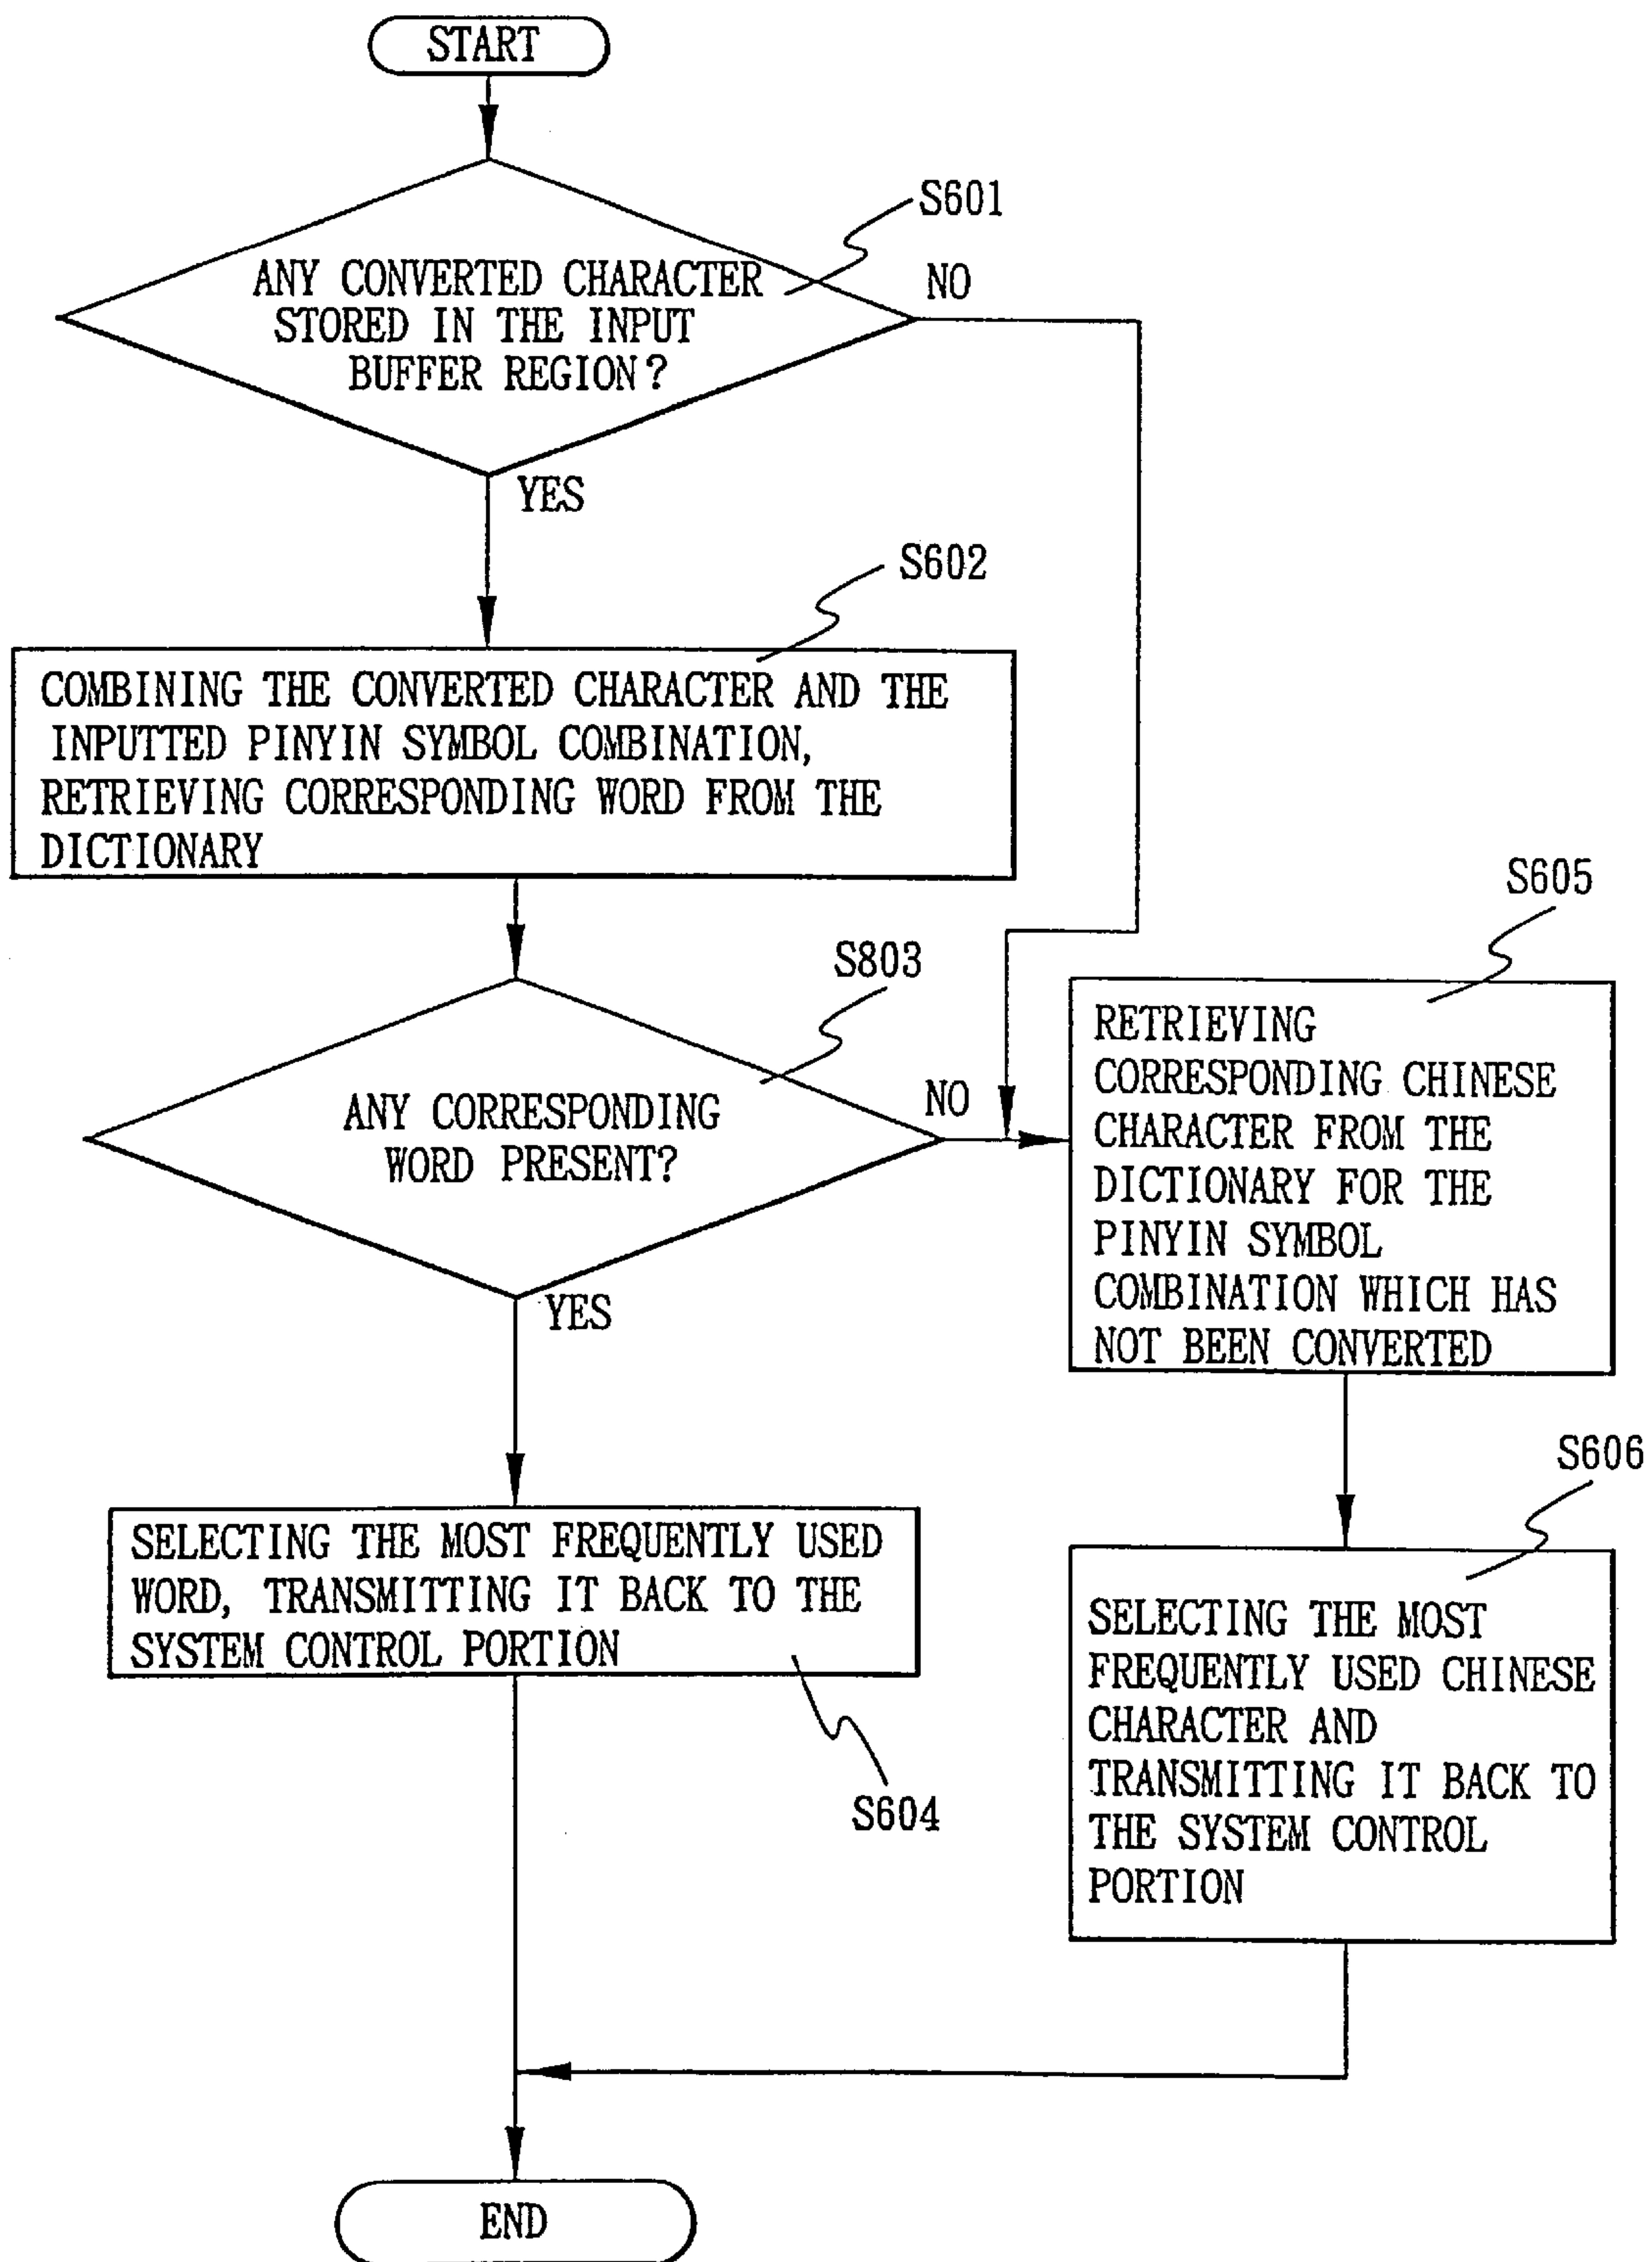 START
S601
ANY CONVERTED CHARACTER
STORED IN THE INPUT
BUFFER REGION?
NO
YES
S602
COMBINING THE CONVERTED CHARACTER AND THE
INPUTTED PINYIN SYMBOL COMBINATION,
RETRIEVING CORRESPONDING WORD FROM THE
DICTIONARY
S803
ANY CORRESPONDING
WORD PRESENT?
NO
YES
S605
RETRIEVING
CORRESPONDING CHINESE
CHARACTER FROM THE
DICTIONARY FOR THE
PINYIN SYMBOL
COMBINATION WHICH HAS
NOT BEEN CONVERTED
SELECTING THE MOST FREQUENTLY USED
WORD, TRANSMITTING IT BACK TO THE
SYSTEM CONTROL PORTION
S604
S606
SELECTING THE MOST
FREQUENTLY USED CHINESE
CHARACTER AND
TRANSMITTING IT BACK TO
THE SYSTEM CONTROL
PORTION
END